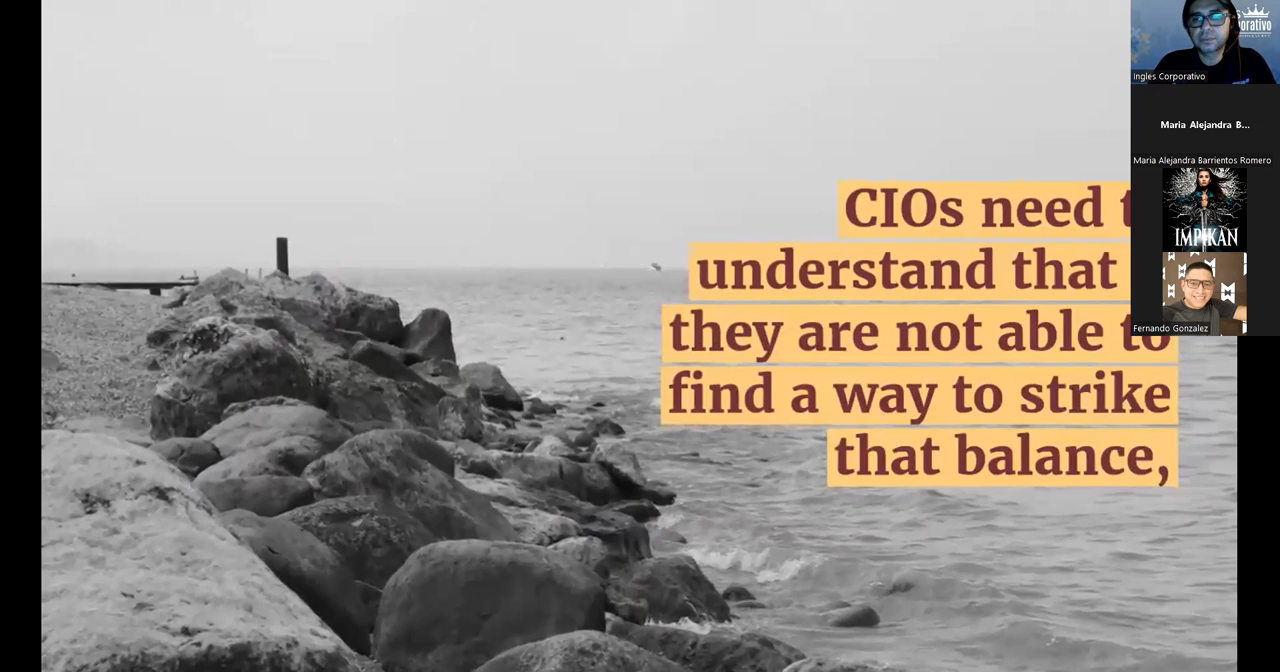 CIOs need
understand that
they are not able to
find a way to strike
that balance,
orativo
Ingles Corporativo
Maria Alejandra B...
Maria Alejandra Barrientos Romero
IMPIKAN
Fernando Gonzalez